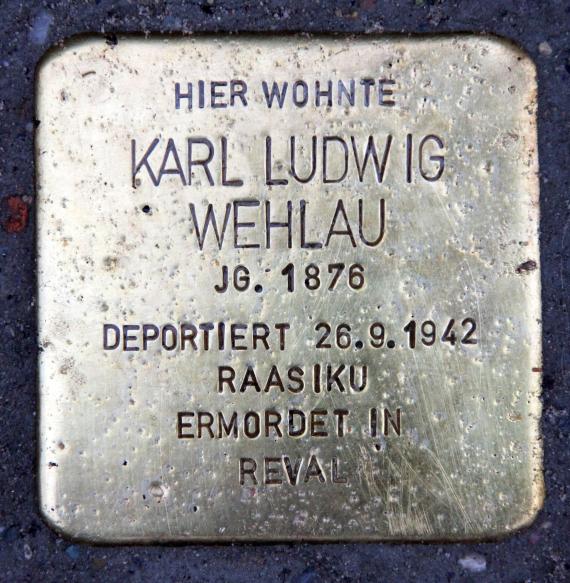 HIER WOHNTE
KARL LUDWIG
WEHLAU
JG. 1876
DEPORTIERT 26.9.1942
RAASIKU
ERMORDET IN
REVAL